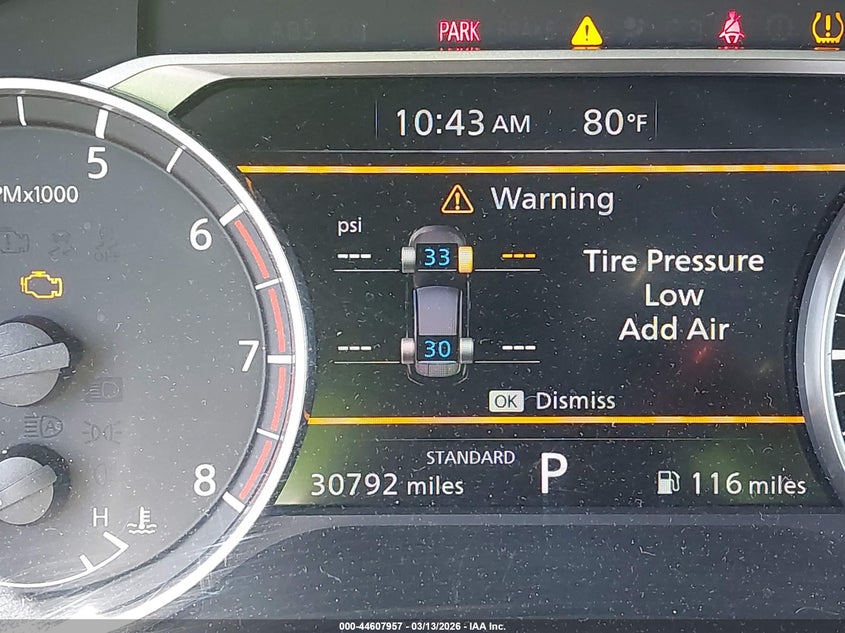 PARK
10:43 AM 80°F
5
PMx1000
Warning
psi
6
--- 33 ---
Tire Pressure
Low
Add Air
7
--- 30 ---
OK Dismiss
STANDARD
8
30792 miles P 116 miles
H
000-44607957 - 03/13/2026 - IAA Inc.